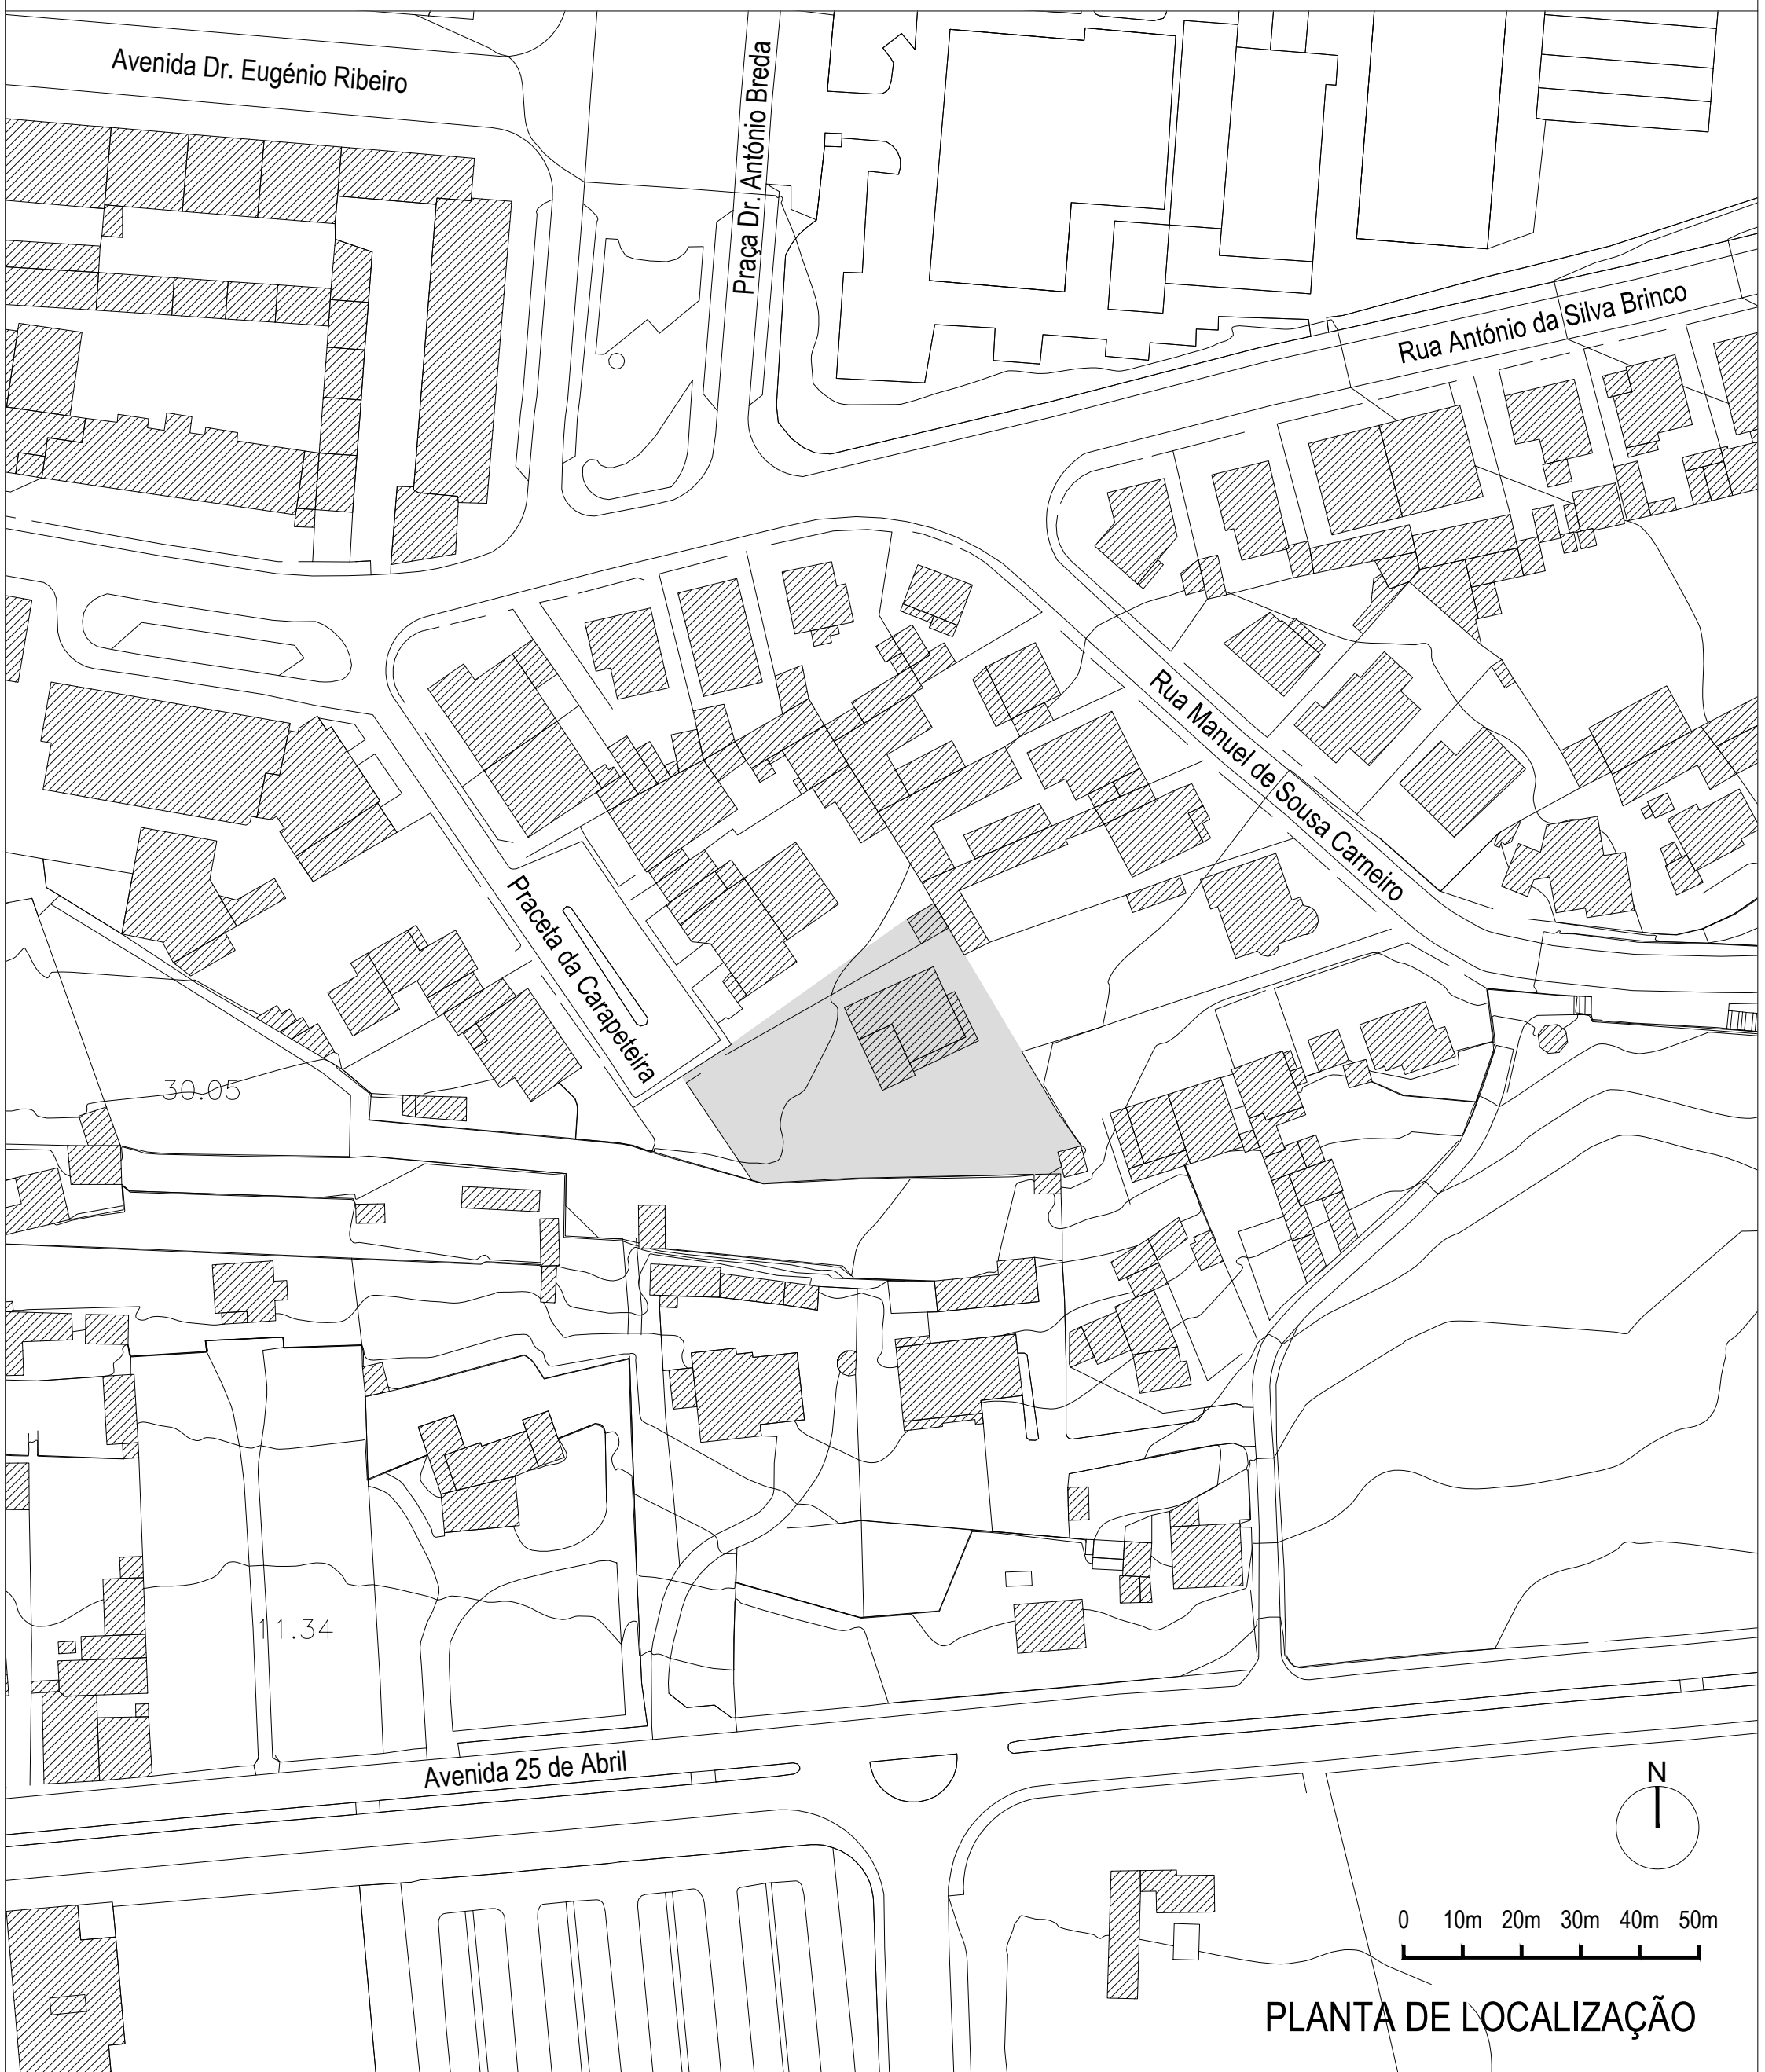 Avenida Dr. Eugénio Ribeiro
Praça Dr. António Breda
Rua António da Silva Brinco
Rua Manuel de Sousa Carneiro
Praceta da Carapeteira
30.05
11.34
Avenida 25 de Abril
N
0 10m 20m 30m 40m 50m
PLANTA DE LOCALIZAÇÃO